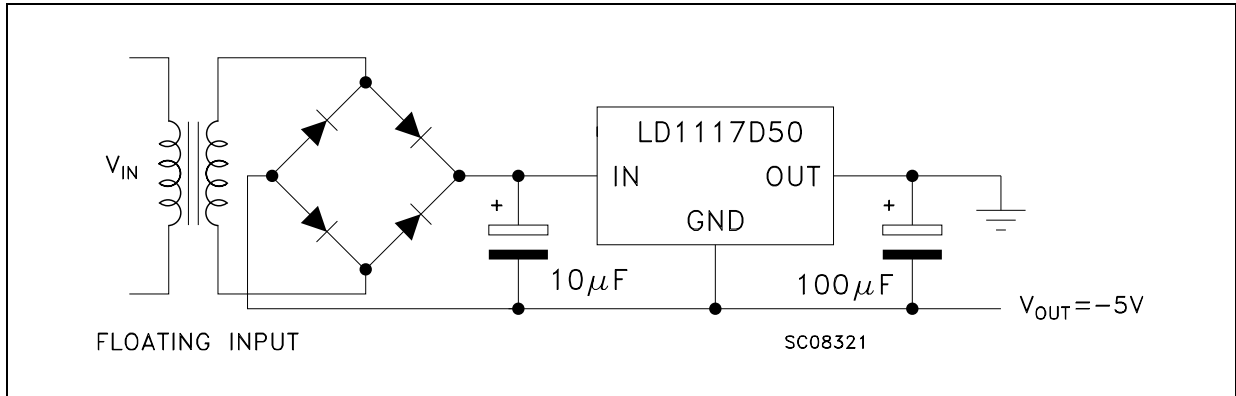 LD1117D50
V_IN
IN
OUT
+
+
GND
10μF
100μF
V_OUT=-5V
FLOATING INPUT
SC08321